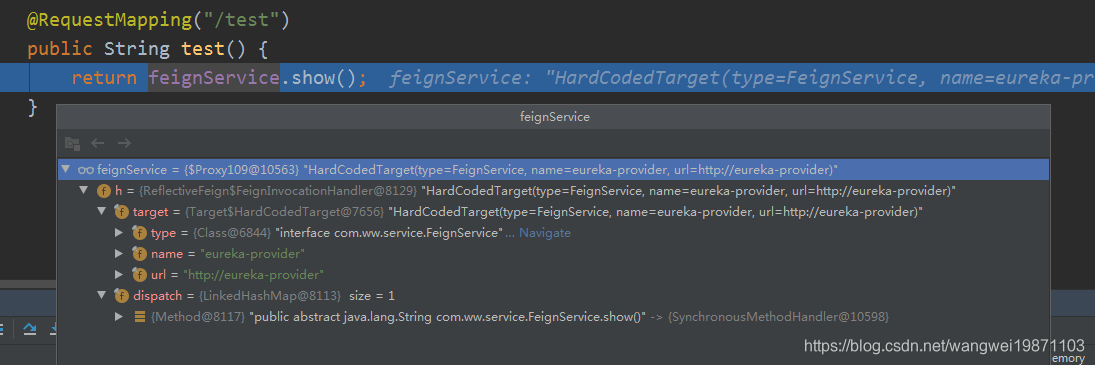 @RequestMapping("/test")
public String test() {
return feignService.show(); feignService: "HardCodedTarget(type=FeignService, name=eureka-pr
}
feignService
feignService = {$Proxy109@10563} "HardCodedTarget(type=FeignService, name=eureka-provider, url=http://eureka-provider)"
h = {ReflectiveFeign$FeignInvocationHandler@8129} "HardCodedTarget(type=FeignService, name=eureka-provider, url=http://eureka-provider)"
target = {Target$HardCodedTarget@7656} "HardCodedTarget(type=FeignService, name=eureka-provider, url=http://eureka-provider)"
type = {Class@6844} "interface com.ww.service.FeignService"... Navigate
name = "eureka-provider"
url = "http://eureka-provider"
dispatch = {LinkedHashMap@8113} size = 1
{Method@8117} "public abstract java.lang.String com.ww.service.FeignService.show()" -> {SynchronousMethodHandler@10598}
https://blog.csdn.net/wangwei19871103
emory